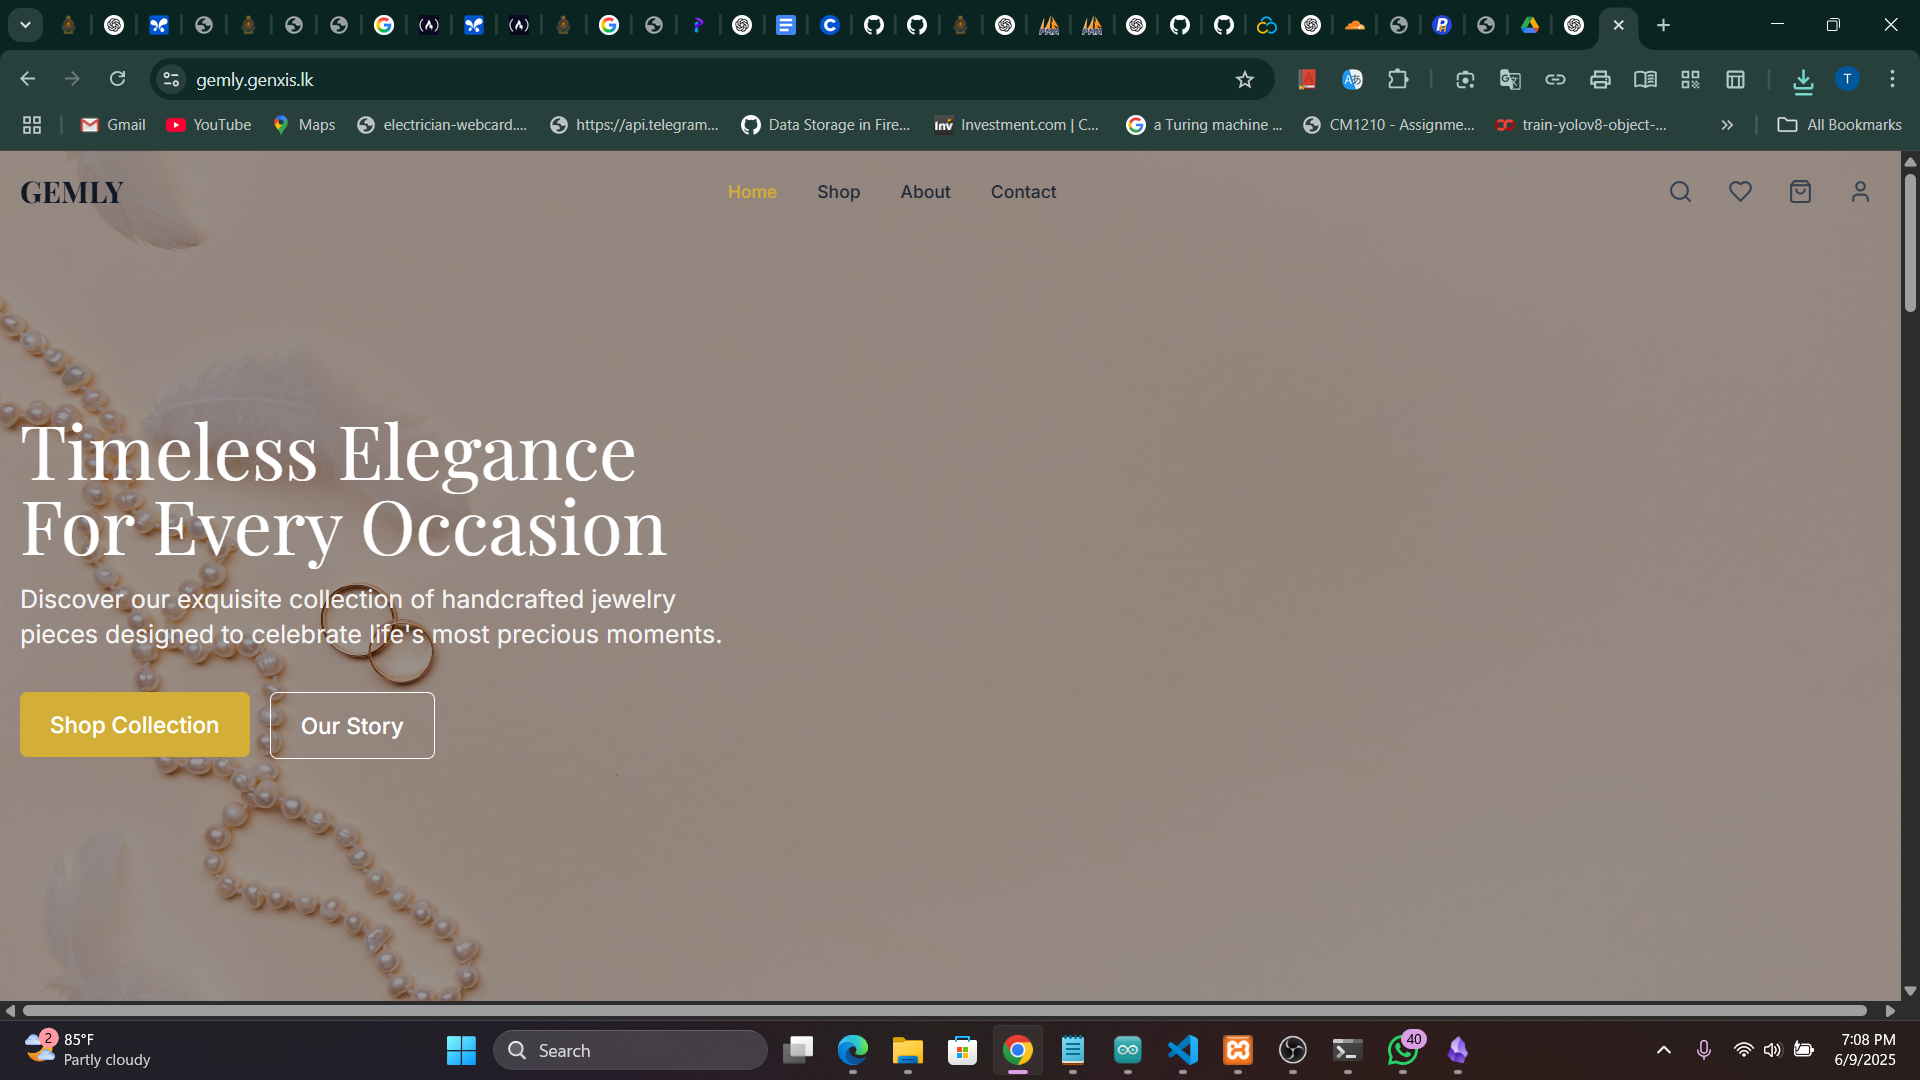 gemly.genxis.lk
Gmail
YouTube
Maps
electrician-webcard....
https://api.telegram...
Data Storage in Fire...
Investment.com | C...
a Turing machine ...
CM1210 - Assignme...
train-yolov8-object-...
All Bookmarks
GEMLY
Home
Shop
About
Contact
Timeless Elegance
For Every Occasion
Discover our exquisite collection of handcrafted jewelry
pieces designed to celebrate life's most precious moments.
Shop Collection
Our Story
2
85°F
Partly cloudy
Search
40
7:08 PM
6/9/2025